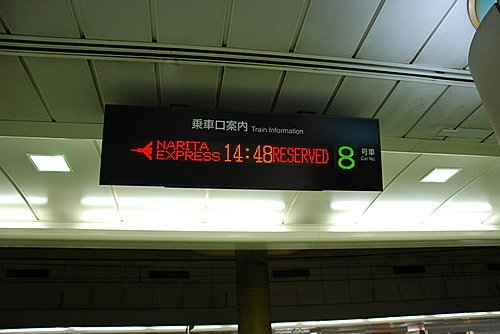 乗車口案内 Train Information
NARITA
EXPRESS 14:48 RESERVED 8 号車
Car No.